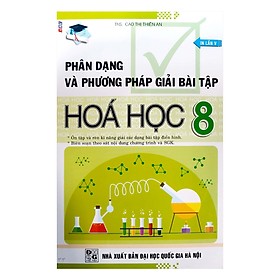 THS. CAO THỊ THIÊN AN
IN LẦN V
PHÂN DẠNG
VÀ PHƯƠNG PHÁP GIẢI BÀI TẬP
HOÁ HỌC 8
* Ôn tập và rèn kĩ năng giải các dạng bài tập điển hình.
* Biên soạn theo sát nội dung chương trình và SGK.
NHÀ XUẤT BẢN ĐẠI HỌC QUỐC GIA HÀ NỘI